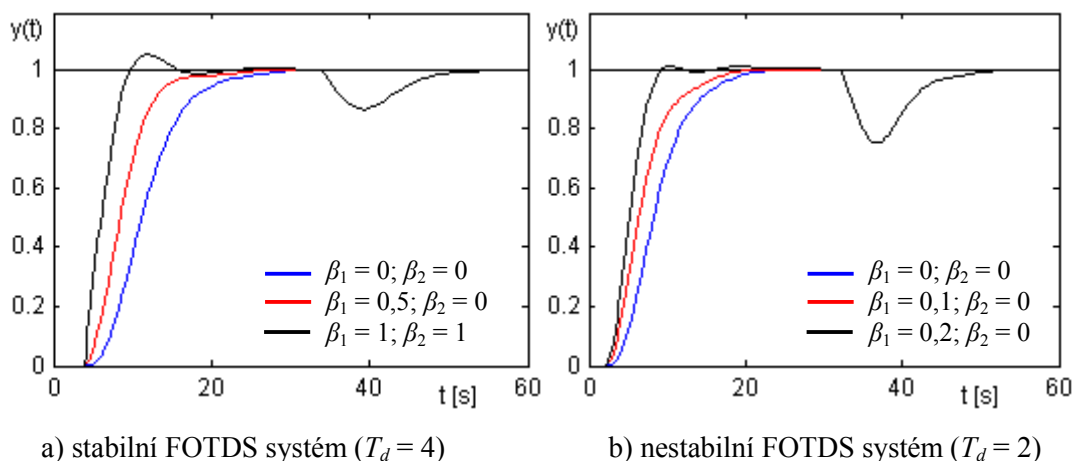 y(t)
1
0.8
0.6
0.4
0.2
0
0 20 40 60
t [s]
β₁ = 0; β₂ = 0
β₁ = 0,5; β₂ = 0
β₁ = 1; β₂ = 1
a) stabilní FOTDS systém (T_d = 4)
y(t)
1
0.8
0.6
0.4
0.2
0
0 20 40 60
t [s]
β₁ = 0; β₂ = 0
β₁ = 0,1; β₂ = 0
β₁ = 0,2; β₂ = 0
b) nestabilní FOTDS systém (T_d = 2)